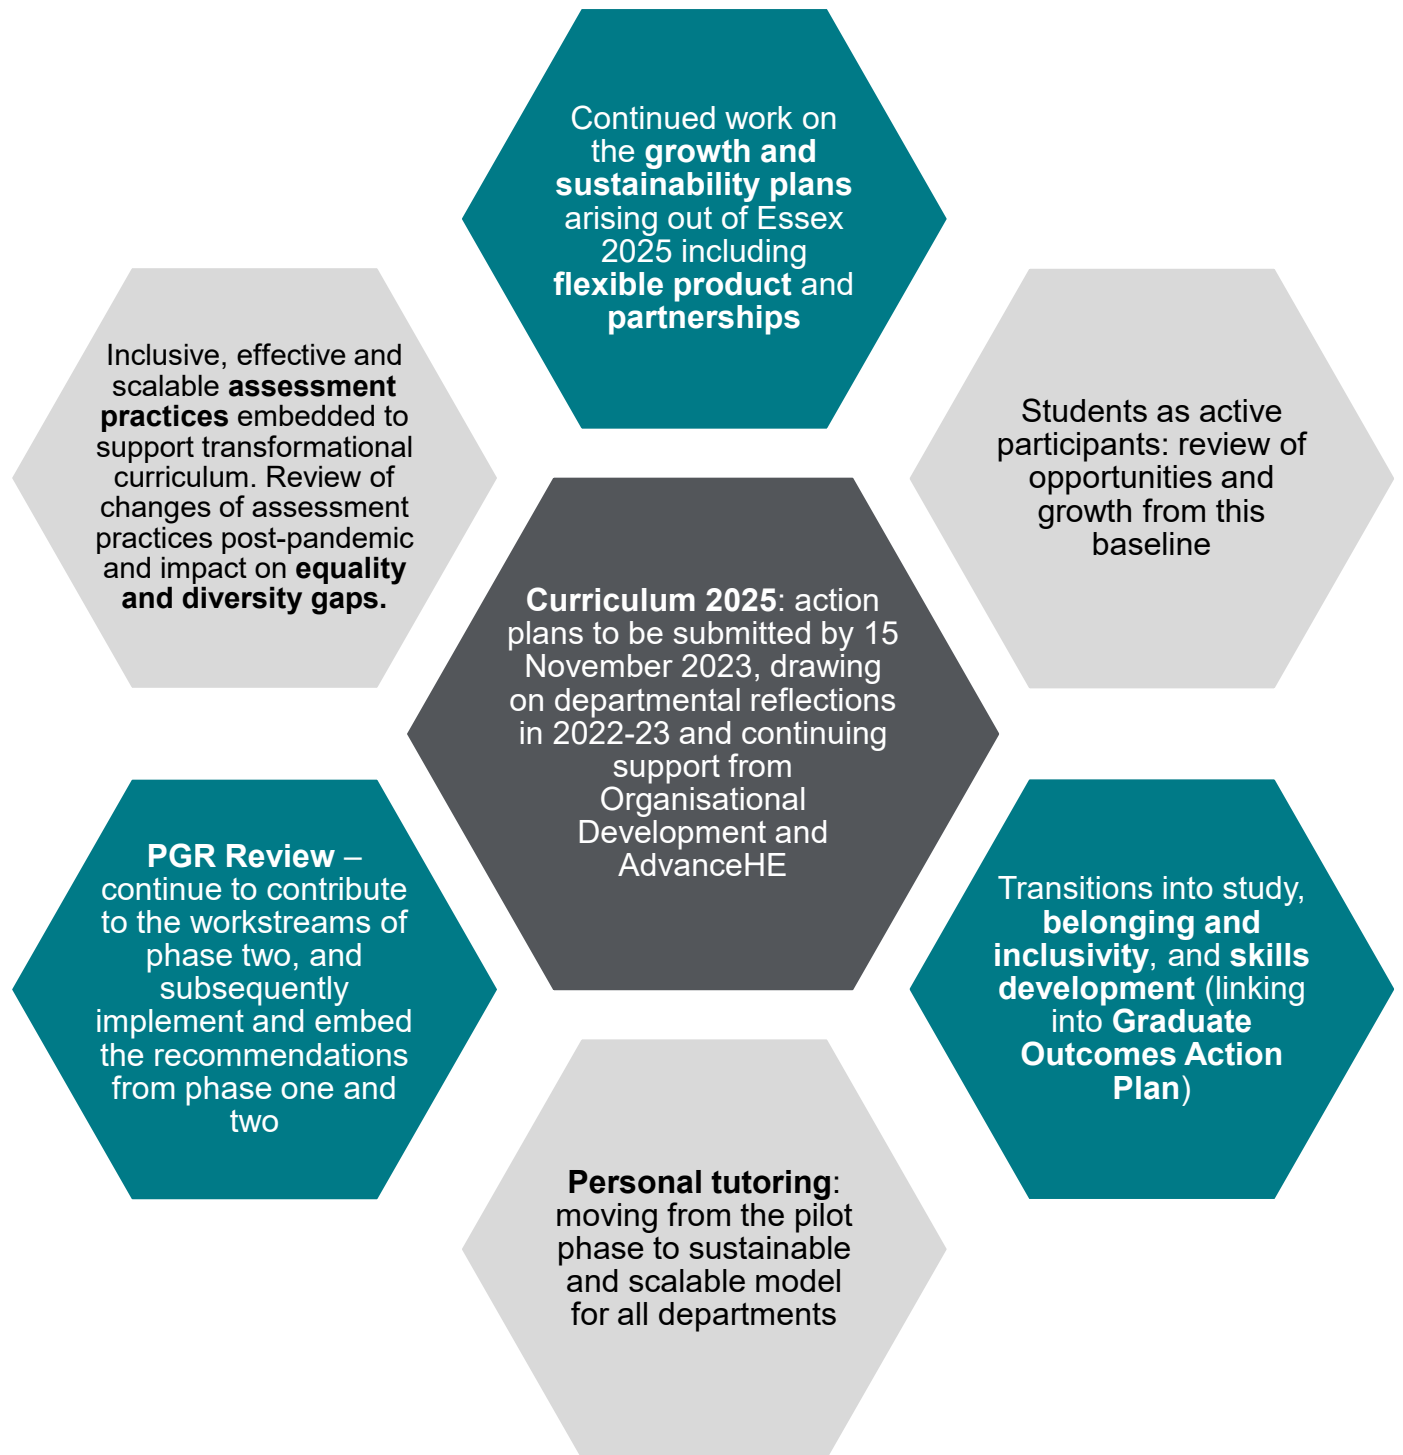 Continued work on
the growth and
sustainability plans
arising out of Essex
2025 including
flexible product and
partnerships
Inclusive, effective and
scalable assessment
practices embedded to
support transformational
curriculum. Review of
changes of assessment
practices post-pandemic
and impact on equality
and diversity gaps.
Students as active
participants: review of
opportunities and
growth from this
baseline
Curriculum 2025: action
plans to be submitted by 15
November 2023, drawing
on departmental reflections
in 2022-23 and continuing
support from
Organisational
Development and
AdvanceHE
PGR Review –
continue to contribute
to the workstreams of
phase two, and
subsequently
implement and embed
the recommendations
from phase one and
two
Transitions into study,
belonging and
inclusivity, and skills
development (linking
into Graduate
Outcomes Action
Plan)
Personal tutoring:
moving from the pilot
phase to sustainable
and scalable model
for all departments